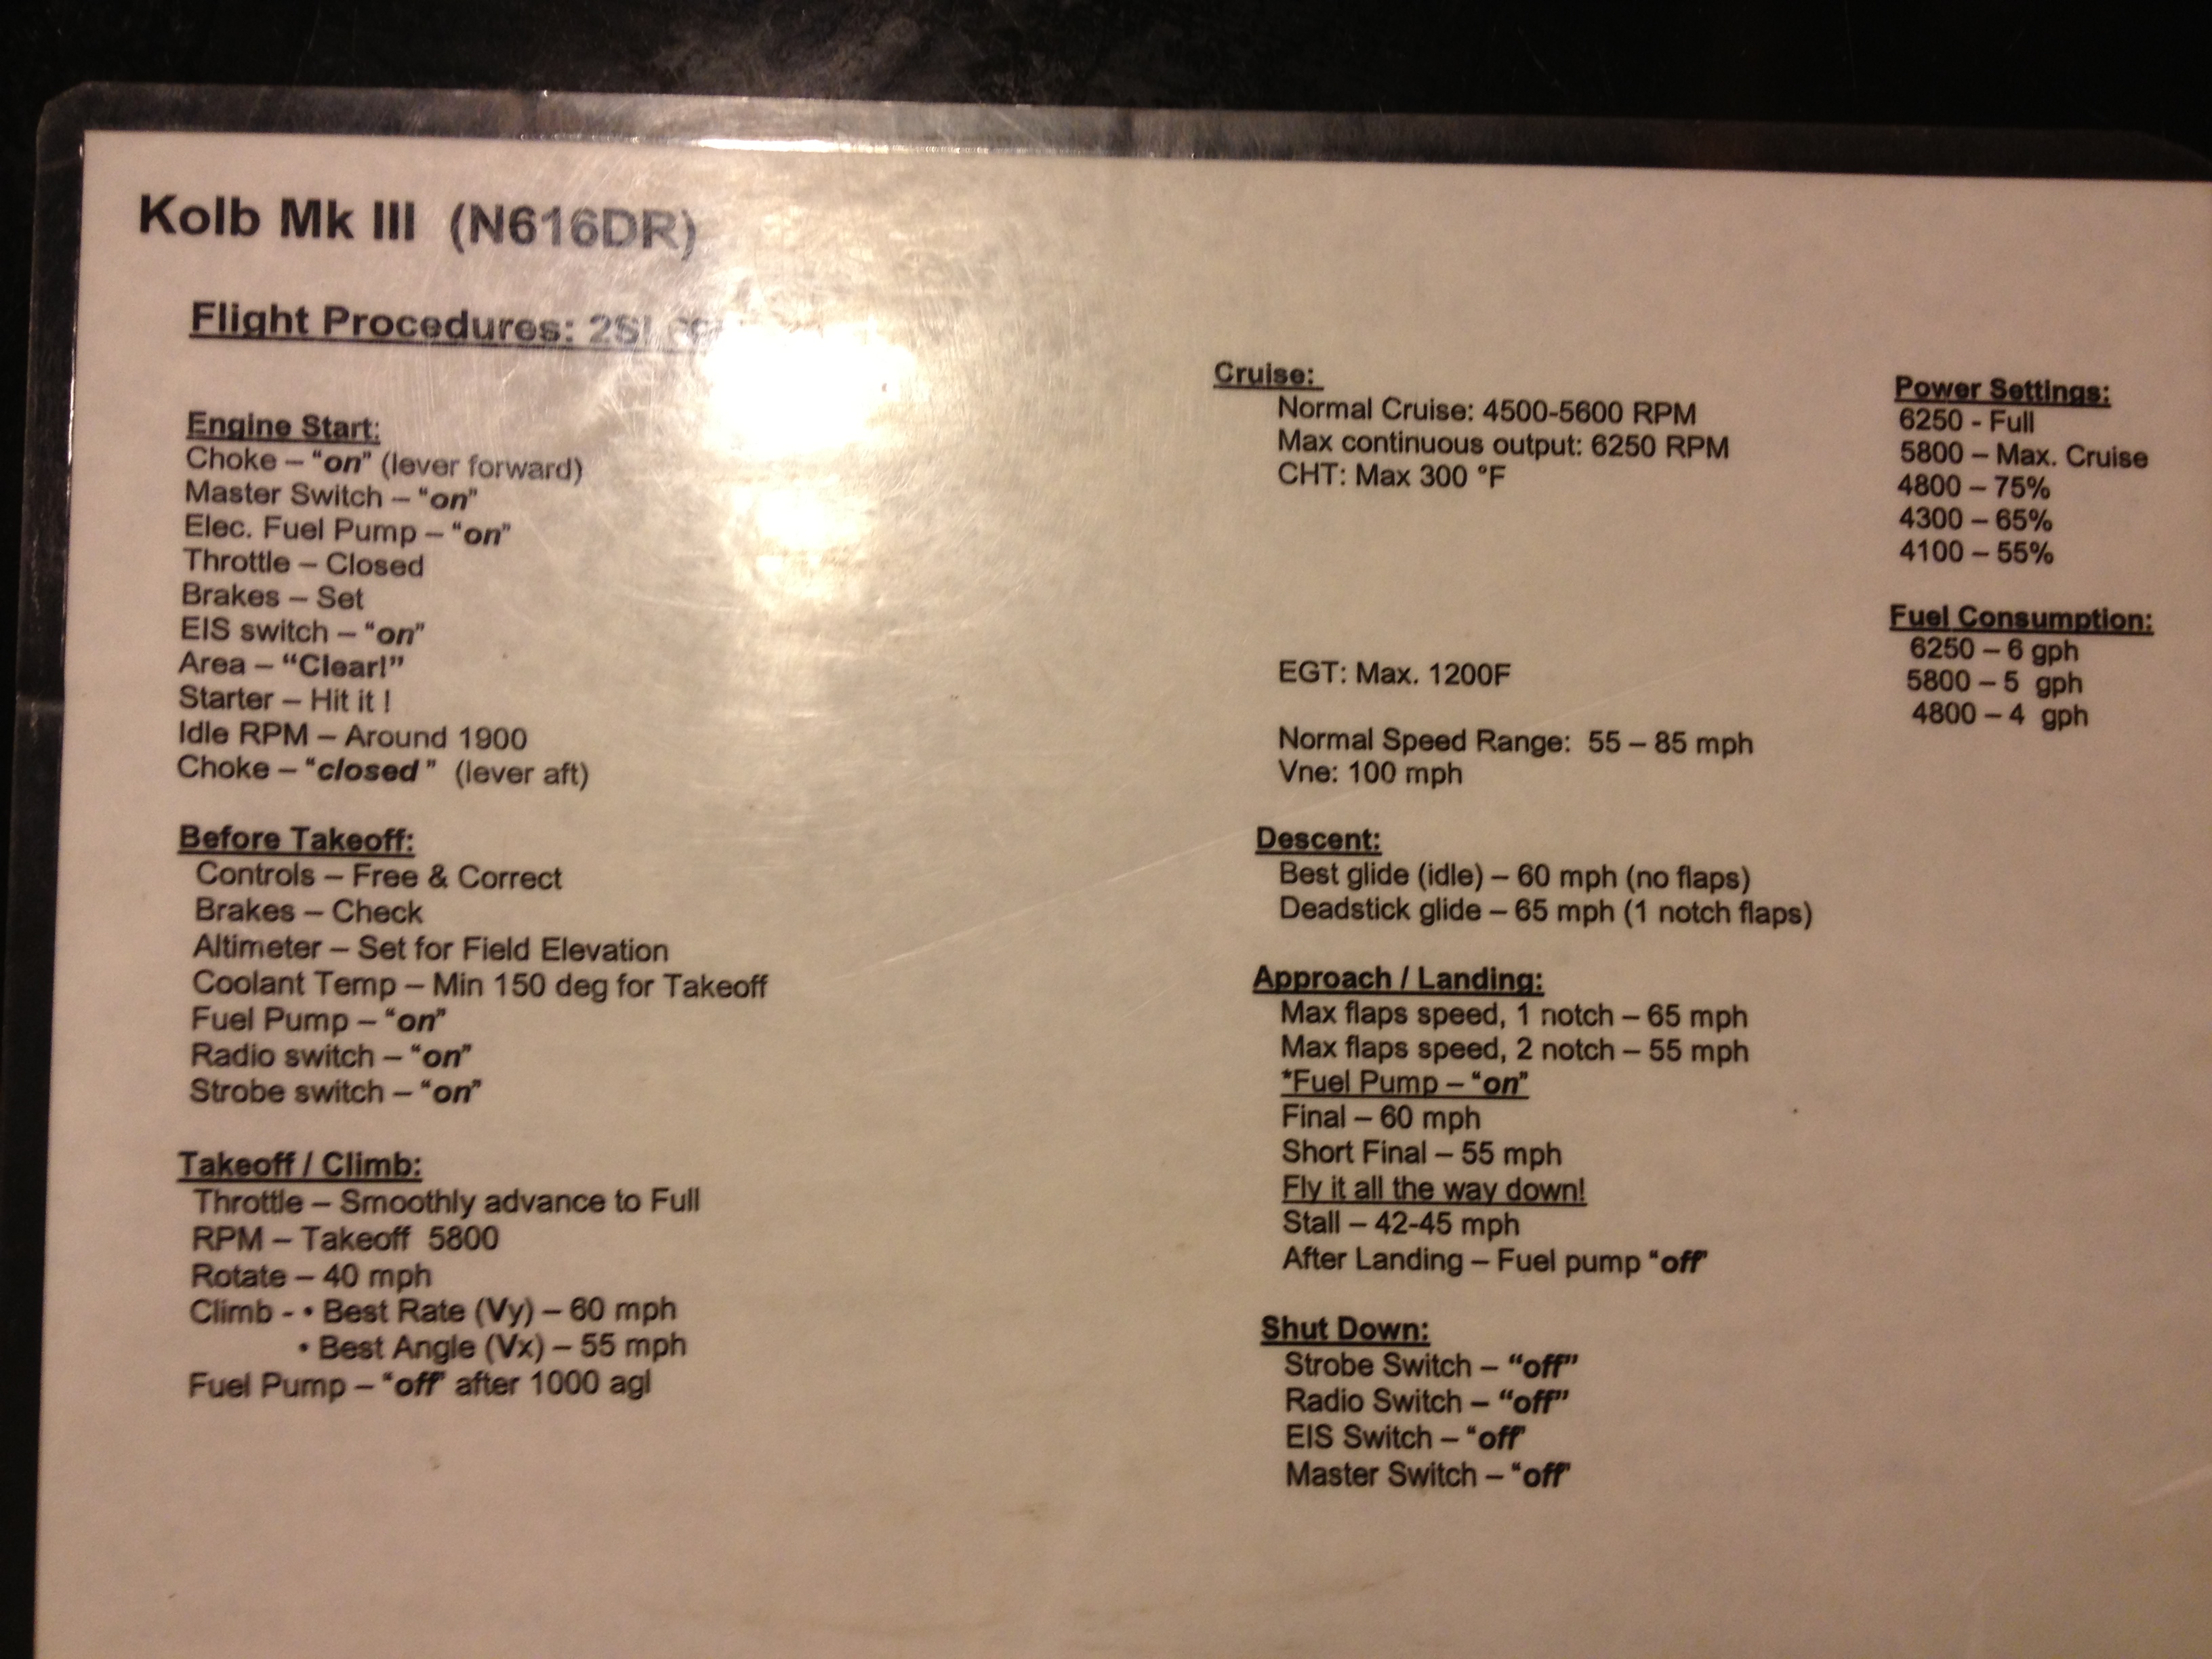 Kolb Mk III (N616DR)
Flight Procedures:
Engine Start:
Choke – "on" (lever forward)
Master Switch – "on"
Elec. Fuel Pump – "on"
Throttle – Closed
Brakes – Set
EIS switch – "on"
Area – "Clear!"
Starter – Hit it !
Idle RPM – Around 1900
Choke – "closed " (lever aft)
Before Takeoff:
Controls – Free & Correct
Brakes – Check
Altimeter – Set for Field Elevation
Coolant Temp – Min 150 deg for Takeoff
Fuel Pump – "on"
Radio switch – "on"
Strobe switch – "on"
Takeoff / Climb:
Throttle – Smoothly advance to Full
RPM – Takeoff 5800
Rotate – 40 mph
Climb - • Best Rate (Vy) – 60 mph
• Best Angle (Vx) – 55 mph
Fuel Pump – "off" after 1000 agl
Cruise:
Normal Cruise: 4500-5600 RPM
Max continuous output: 6250 RPM
CHT: Max 300 °F
EGT: Max. 1200F
Normal Speed Range: 55 – 85 mph
Vne: 100 mph
Descent:
Best glide (idle) – 60 mph (no flaps)
Deadstick glide – 65 mph (1 notch flaps)
Approach / Landing:
Max flaps speed, 1 notch – 65 mph
Max flaps speed, 2 notch – 55 mph
*Fuel Pump – "on"
Final – 60 mph
Short Final – 55 mph
Fly it all the way down!
Stall – 42-45 mph
After Landing – Fuel pump "off"
Shut Down:
Strobe Switch – "off"
Radio Switch – "off"
EIS Switch – "off"
Master Switch – "off"
Power Settings:
6250 - Full
5800 – Max. Cruise
4800 – 75%
4300 – 65%
4100 – 55%
Fuel Consumption:
6250 – 6 gph
5800 – 5 gph
4800 – 4 gph